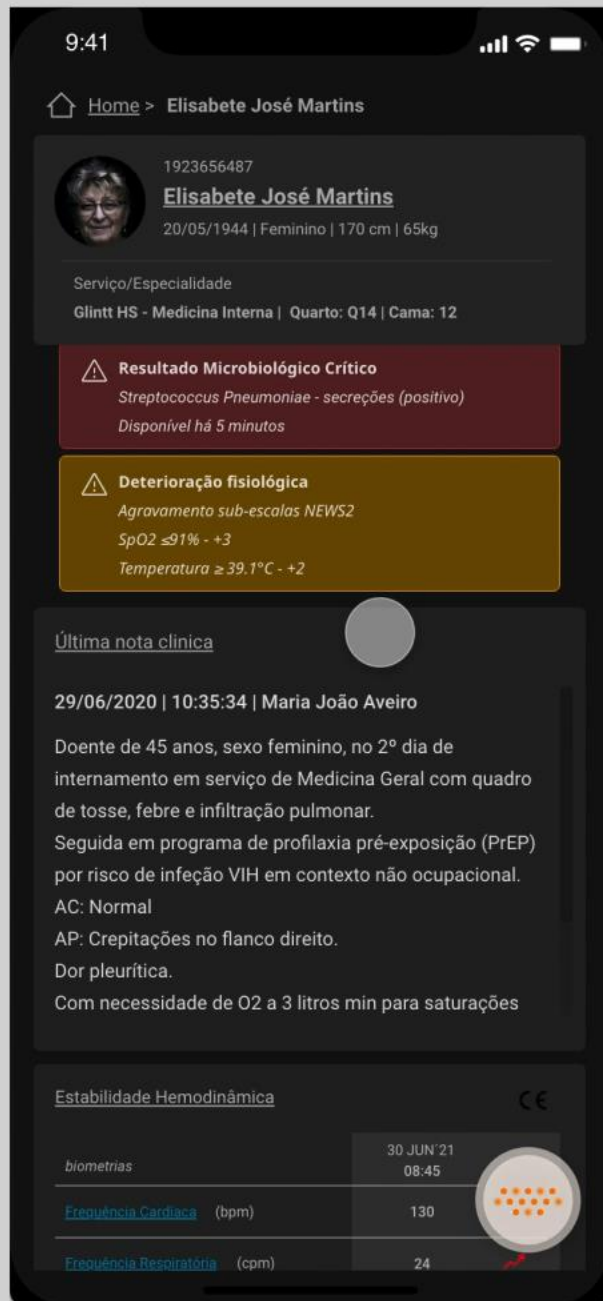 9:41
Home > Elisabete José Martins
1923656487
Elisabete José Martins
20/05/1944 | Feminino | 170 cm | 65kg
Serviço/Especialidade
Glintt HS - Medicina Interna | Quarto: Q14 | Cama: 12
Resultado Microbiológico Crítico
Streptococcus Pneumoniae - secreções (positivo)
Disponível há 5 minutos
Deterioração fisiológica
Agravamento sub-escalas NEWS2
SpO2 ≤91% - +3
Temperatura ≥ 39.1°C - +2
Última nota clinica
29/06/2020 | 10:35:34 | Maria João Aveiro
Doente de 45 anos, sexo feminino, no 2º dia de
internamento em serviço de Medicina Geral com quadro
de tosse, febre e infiltração pulmonar.
Seguida em programa de profilaxia pré-exposição (PrEP)
por risco de infeção VIH em contexto não ocupacional.
AC: Normal
AP: Crepitações no flanco direito.
Dor pleurítica.
Com necessidade de O2 a 3 litros min para saturações
Estabilidade Hemodinâmica CE
30 JUN´21
biometrias 08:45
Frequência Cardíaca (bpm) 130
Frequência Respiratória (cpm) 24